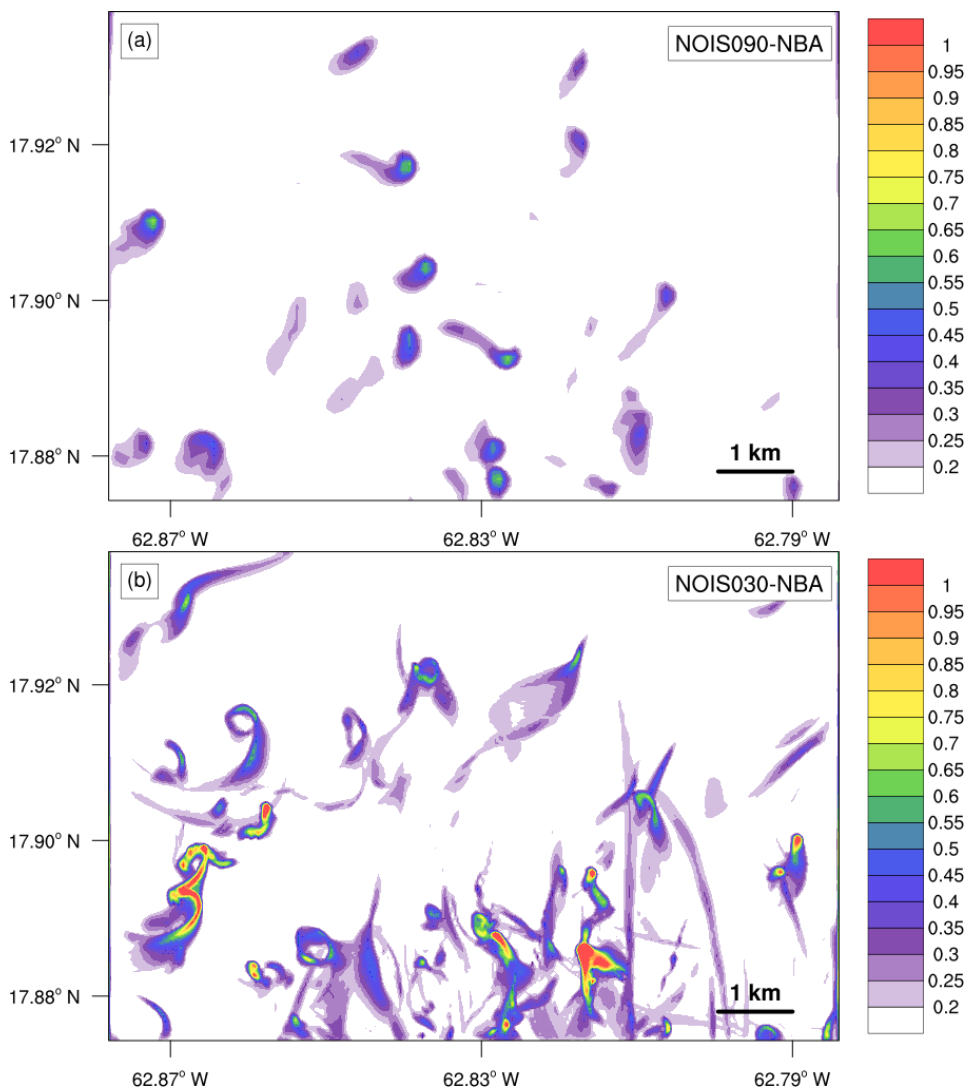 (a)
NOIS090-NBA
17.92° N
17.90° N
17.88° N
1 km
62.87° W
62.83° W
62.79° W
1
0.95
0.9
0.85
0.8
0.75
0.7
0.65
0.6
0.55
0.5
0.45
0.4
0.35
0.3
0.25
0.2
(b)
NOIS030-NBA
17.92° N
17.90° N
17.88° N
1 km
62.87° W
62.83° W
62.79° W
1
0.95
0.9
0.85
0.8
0.75
0.7
0.65
0.6
0.55
0.5
0.45
0.4
0.35
0.3
0.25
0.2